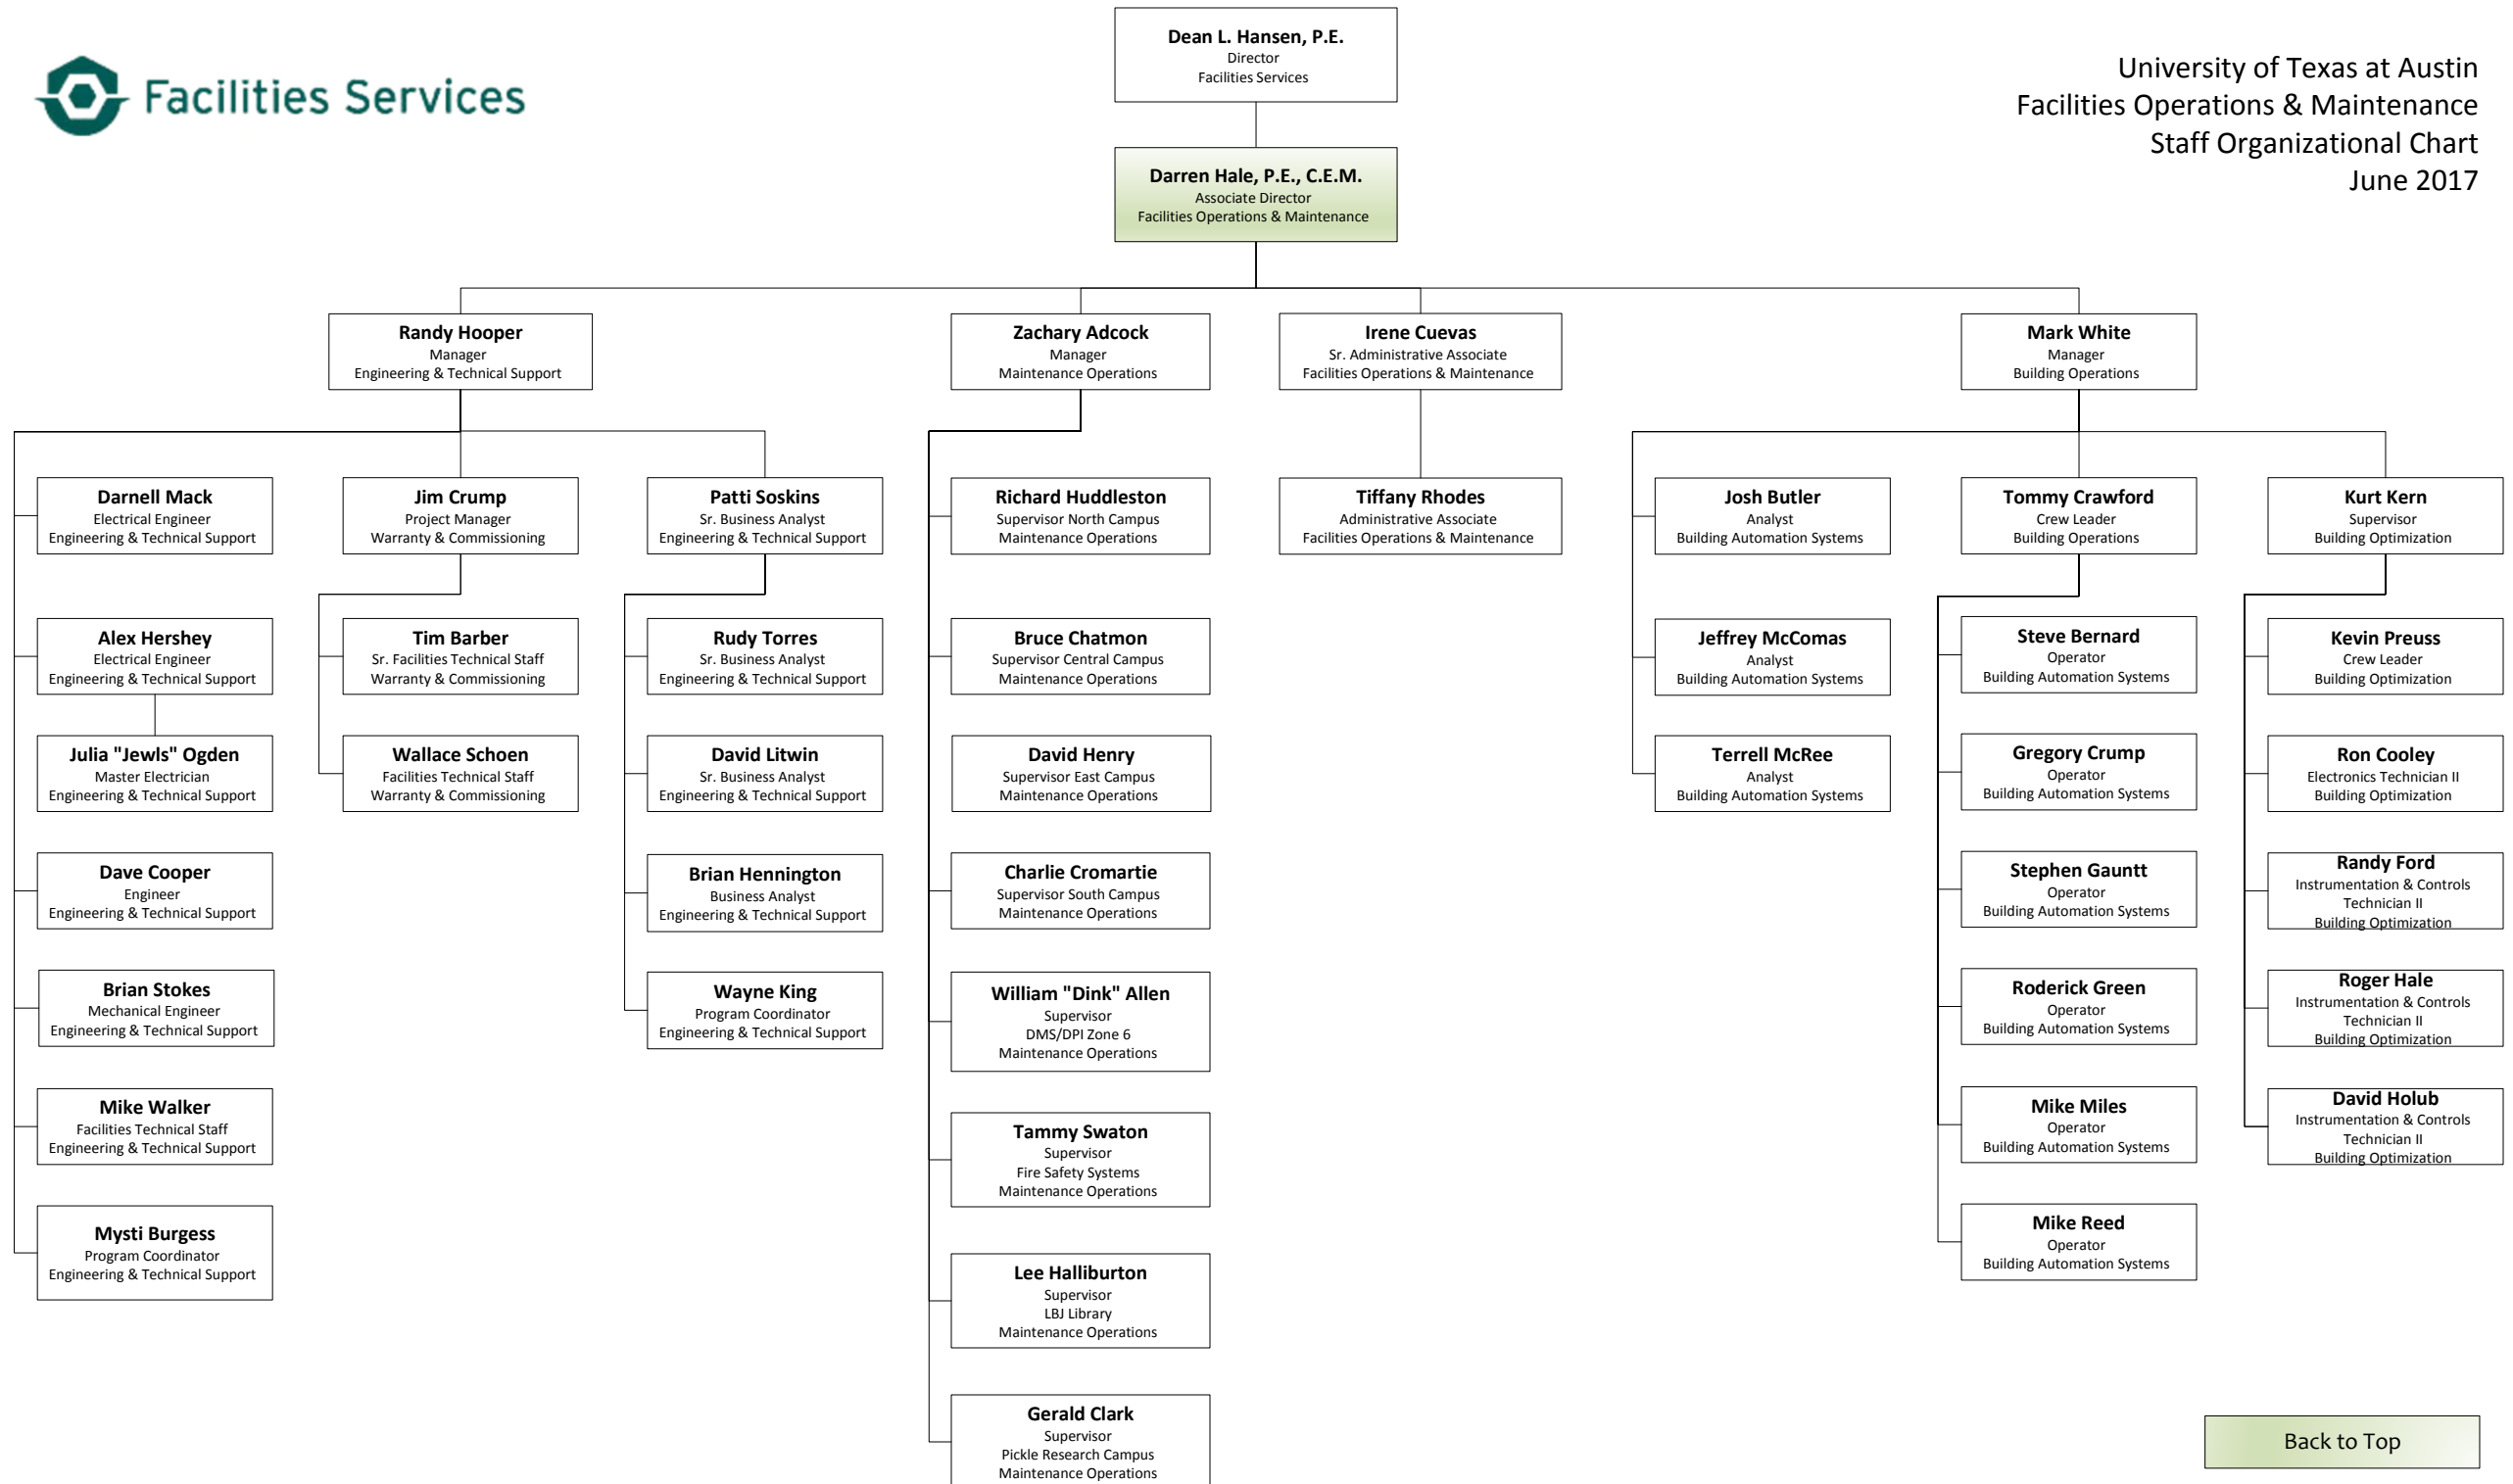 Facilities Services
University of Texas at Austin
Facilities Operations & Maintenance
Staff Organizational Chart
June 2017
Dean L. Hansen, P.E.
Director
Facilities Services
Darren Hale, P.E., C.E.M.
Associate Director
Facilities Operations & Maintenance
Randy Hooper
Manager
Engineering & Technical Support
Zachary Adcock
Manager
Maintenance Operations
Irene Cuevas
Sr. Administrative Associate
Facilities Operations & Maintenance
Mark White
Manager
Building Operations
Darnell Mack
Electrical Engineer
Engineering & Technical Support
Alex Hershey
Electrical Engineer
Engineering & Technical Support
Julia "Jewls" Ogden
Master Electrician
Engineering & Technical Support
Dave Cooper
Engineer
Engineering & Technical Support
Brian Stokes
Mechanical Engineer
Engineering & Technical Support
Mike Walker
Facilities Technical Staff
Engineering & Technical Support
Mysti Burgess
Program Coordinator
Engineering & Technical Support
Jim Crump
Project Manager
Warranty & Commissioning
Tim Barber
Sr. Facilities Technical Staff
Warranty & Commissioning
Wallace Schoen
Facilities Technical Staff
Warranty & Commissioning
Patti Soskins
Sr. Business Analyst
Engineering & Technical Support
Rudy Torres
Sr. Business Analyst
Engineering & Technical Support
David Litwin
Sr. Business Analyst
Engineering & Technical Support
Brian Hennington
Business Analyst
Engineering & Technical Support
Wayne King
Program Coordinator
Engineering & Technical Support
Richard Huddleston
Supervisor North Campus
Maintenance Operations
Bruce Chatmon
Supervisor Central Campus
Maintenance Operations
David Henry
Supervisor East Campus
Maintenance Operations
Charlie Cromartie
Supervisor South Campus
Maintenance Operations
William "Dink" Allen
Supervisor
DMS/DPI Zone 6
Maintenance Operations
Tammy Swaton
Supervisor
Fire Safety Systems
Maintenance Operations
Lee Halliburton
Supervisor
LBJ Library
Maintenance Operations
Gerald Clark
Supervisor
Pickle Research Campus
Maintenance Operations
Tiffany Rhodes
Administrative Associate
Facilities Operations & Maintenance
Josh Butler
Analyst
Building Automation Systems
Jeffrey McComas
Analyst
Building Automation Systems
Terrell McRee
Analyst
Building Automation Systems
Tommy Crawford
Crew Leader
Building Operations
Steve Bernard
Operator
Building Automation Systems
Gregory Crump
Operator
Building Automation Systems
Stephen Gauntt
Operator
Building Automation Systems
Roderick Green
Operator
Building Automation Systems
Mike Miles
Operator
Building Automation Systems
Mike Reed
Operator
Building Automation Systems
Kurt Kern
Supervisor
Building Optimization
Kevin Preuss
Crew Leader
Building Optimization
Ron Cooley
Electronics Technician II
Building Optimization
Randy Ford
Instrumentation & Controls
Technician II
Building Optimization
Roger Hale
Instrumentation & Controls
Technician II
Building Optimization
David Holub
Instrumentation & Controls
Technician II
Building Optimization
Back to Top